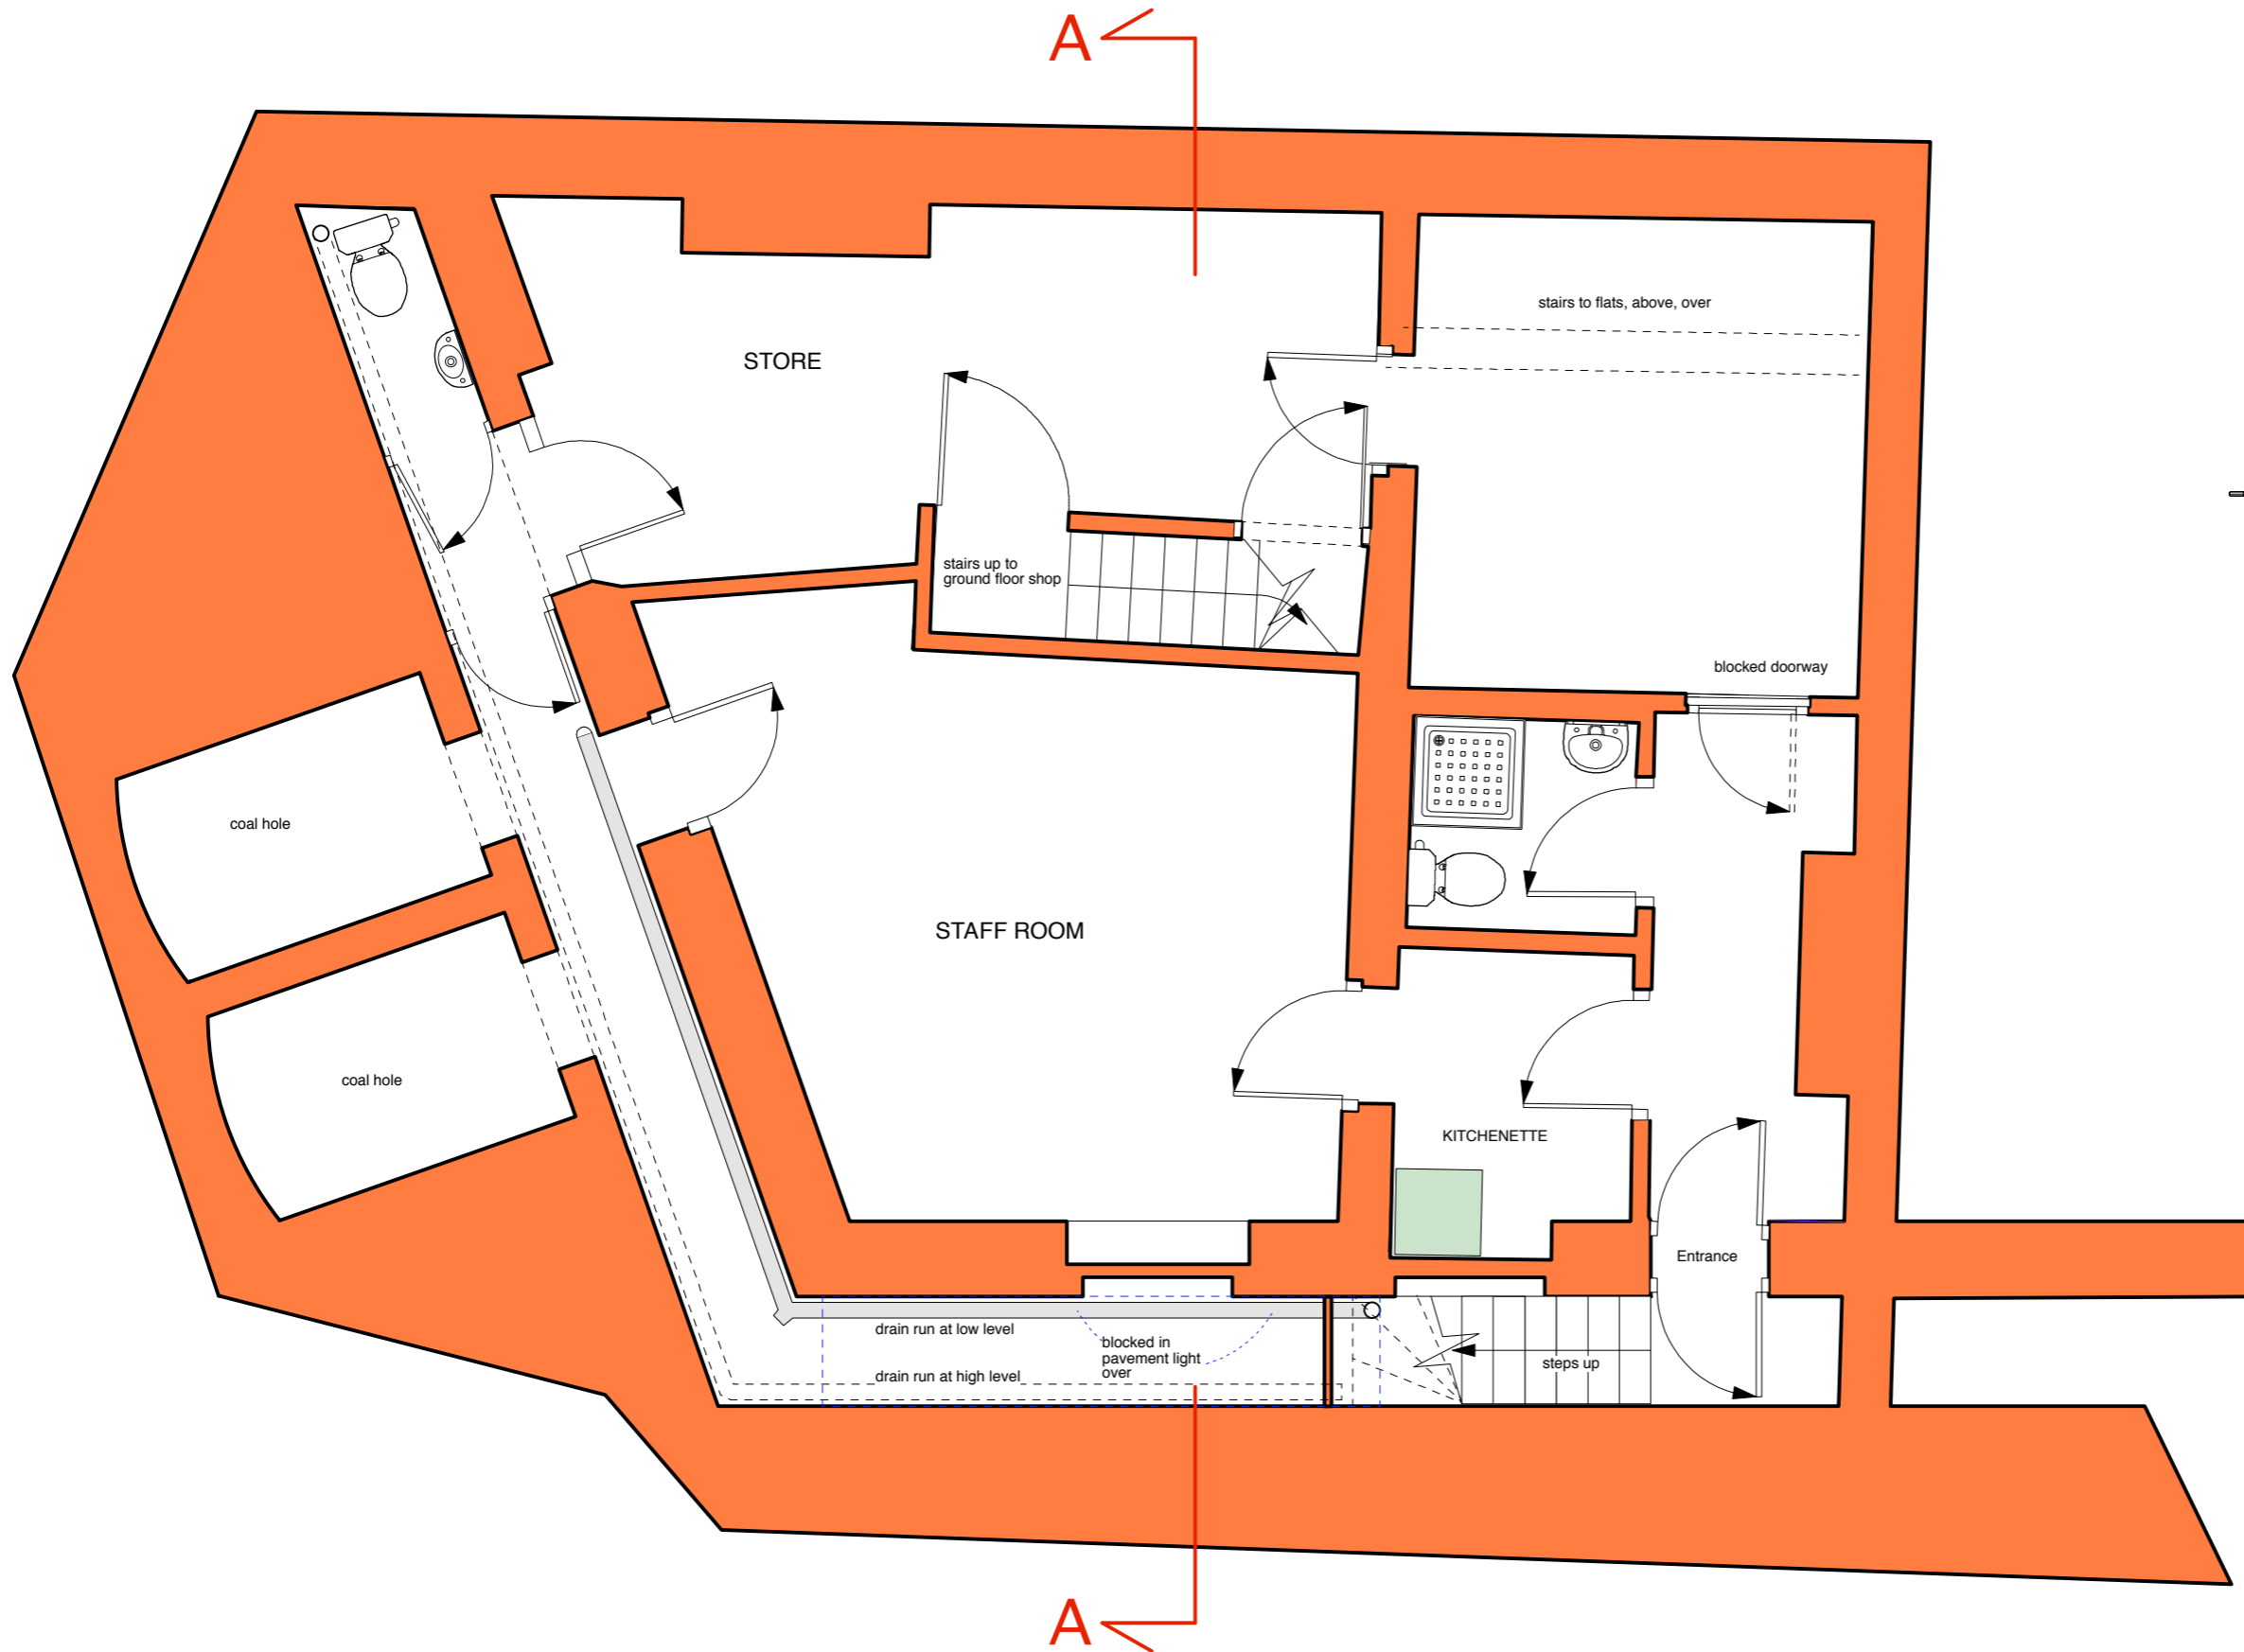 A
stairs to flats, above, over
STORE
stairs up to
ground floor shop
blocked doorway
coal hole
STAFF ROOM
coal hole
KITCHENETTE
Entrance
drain run at low level
blocked in
pavement light
over
steps up
drain run at high level
A